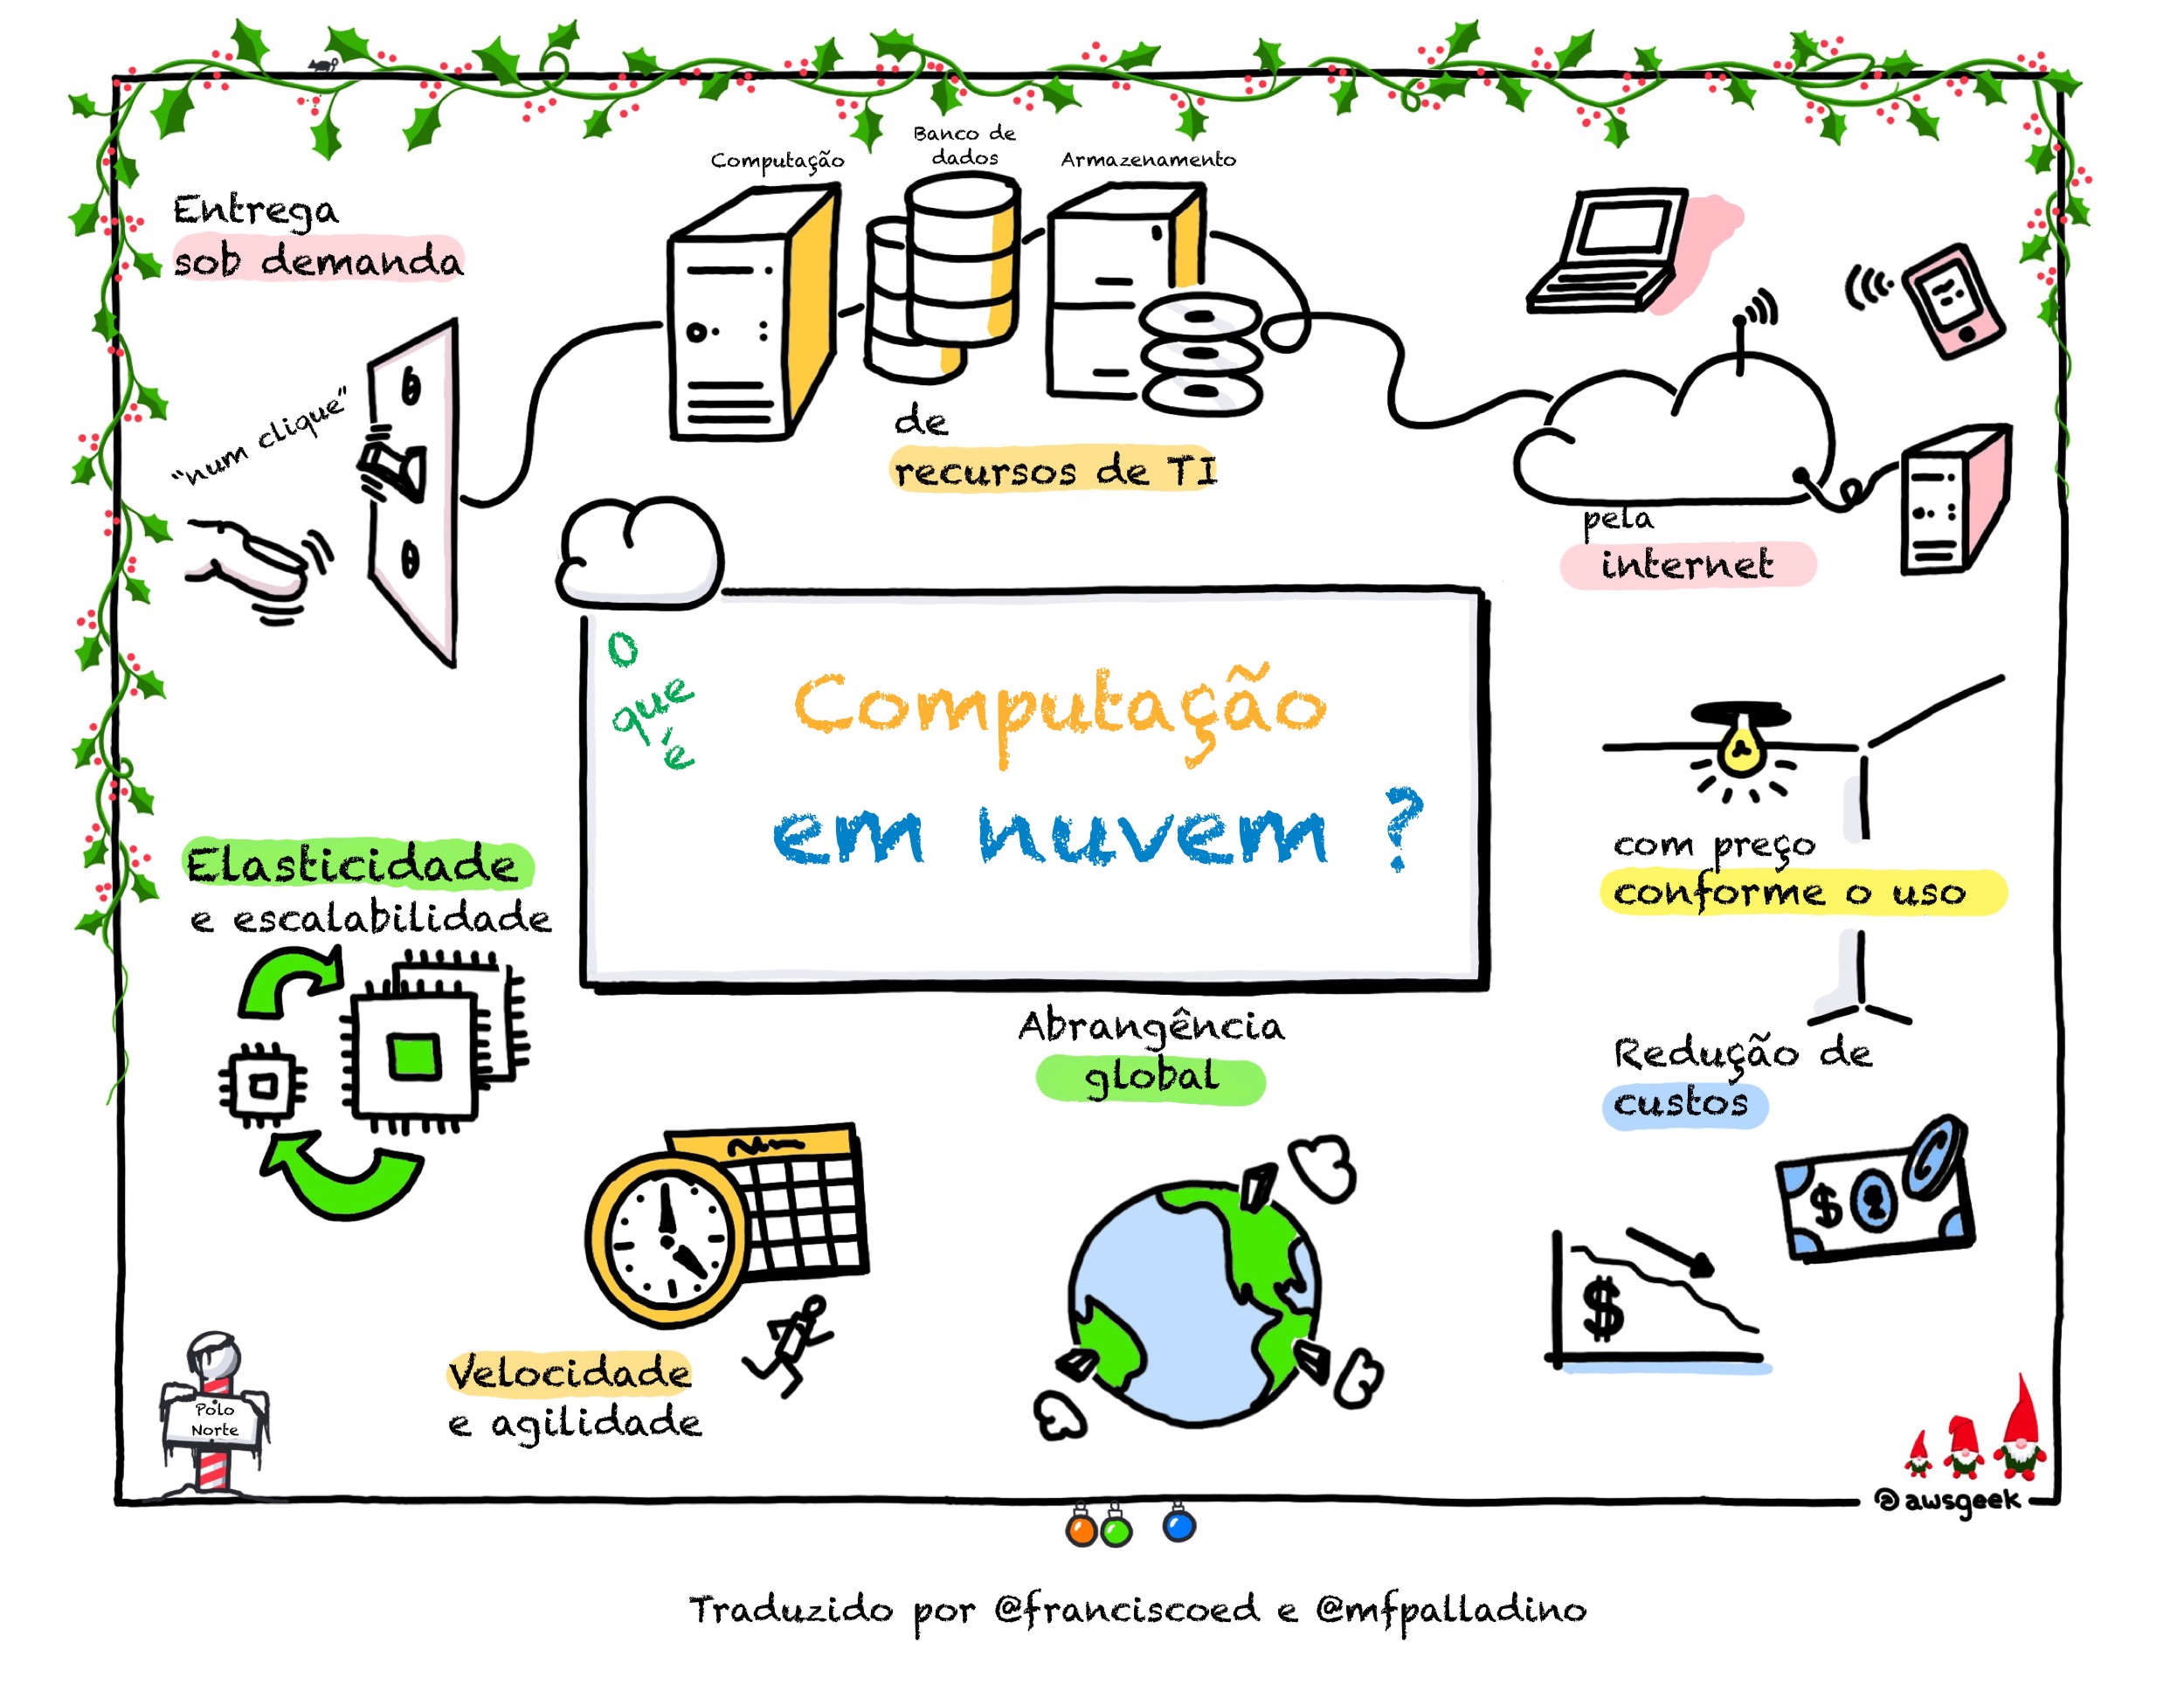 Entrega
sob demanda
"num clique"
Computação
Banco de
dados
Armazenamento
de
recursos de TI
pela
internet
O
que
é
Computação
em nuvem ?
com preço
conforme o uso
Elasticidade
e escalabilidade
Abrangência
global
Redução de
custos
$
$
Velocidade
e agilidade
Polo
Norte
@awsgeek
Traduzido por @franciscoed e @mfpalladino